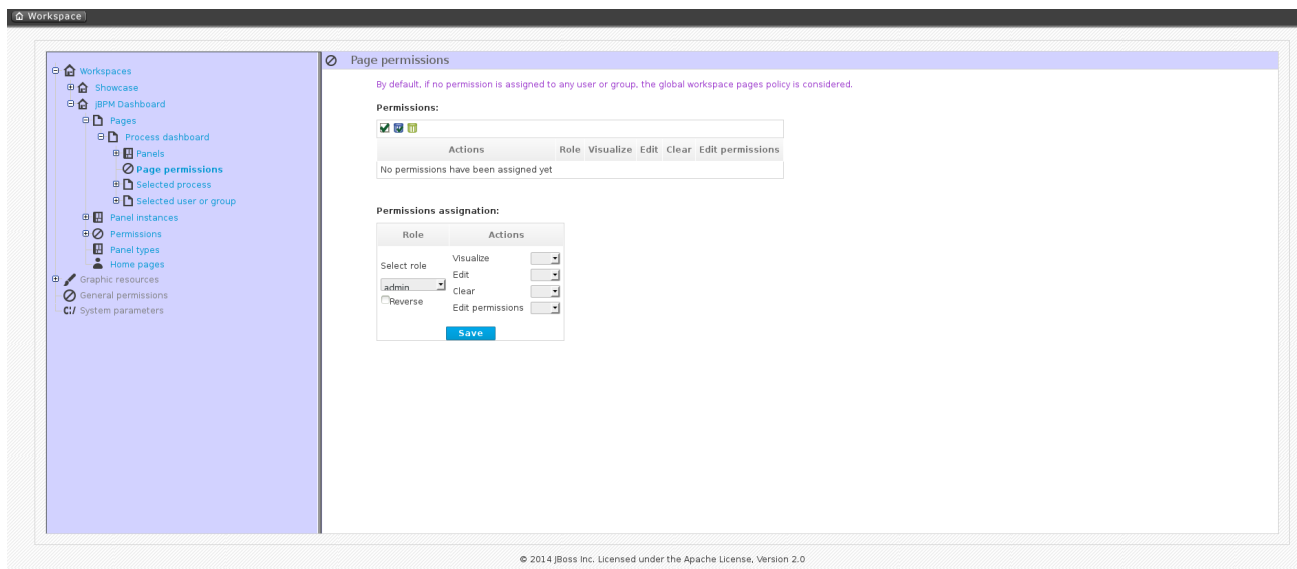 Workspace
Workspaces
Showcase
jBPM Dashboard
Pages
Process dashboard
Panels
Page permissions
Selected process
Selected user or group
Panel instances
Permissions
Panel types
Home pages
Graphic resources
General permissions
C:/ System parameters
Page permissions
By default, if no permission is assigned to any user or group, the global workspace pages policy is considered.
Permissions:
Actions Role Visualize Edit Clear Edit permissions
No permissions have been assigned yet
Permissions assignation:
Role Actions
Select role
admin
Reverse
Visualize
Edit
Clear
Edit permissions
Save
© 2014 JBoss Inc. Licensed under the Apache License, Version 2.0